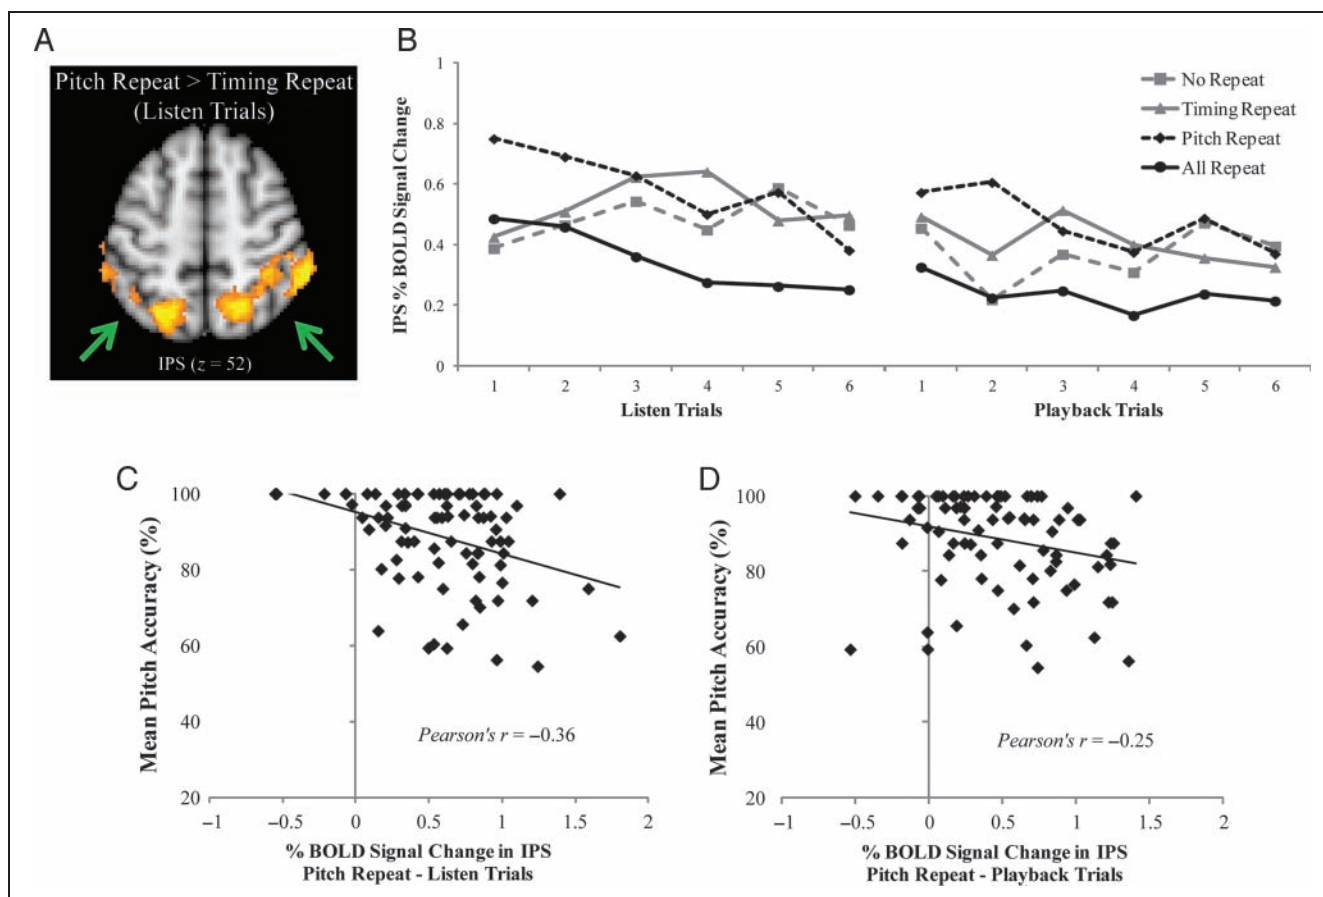 A
Pitch Repeat > Timing Repeat
(Listen Trials)
IPS (z = 52)
B
IPS % BOLD Signal Change
1
0.8
0.6
0.4
0.2
0
No Repeat
Timing Repeat
Pitch Repeat
All Repeat
1 2 3 4 5 6 1 2 3 4 5 6
Listen Trials Playback Trials
C
Mean Pitch Accuracy (%)
100
80
60
40
20
Pearson's r = –0.36
–1 –0.5 0 0.5 1 1.5 2
% BOLD Signal Change in IPS
Pitch Repeat - Listen Trials
D
Mean Pitch Accuracy (%)
100
80
60
40
20
Pearson's r = –0.25
–1 –0.5 0 0.5 1 1.5 2
% BOLD Signal Change in IPS
Pitch Repeat - Playback Trials